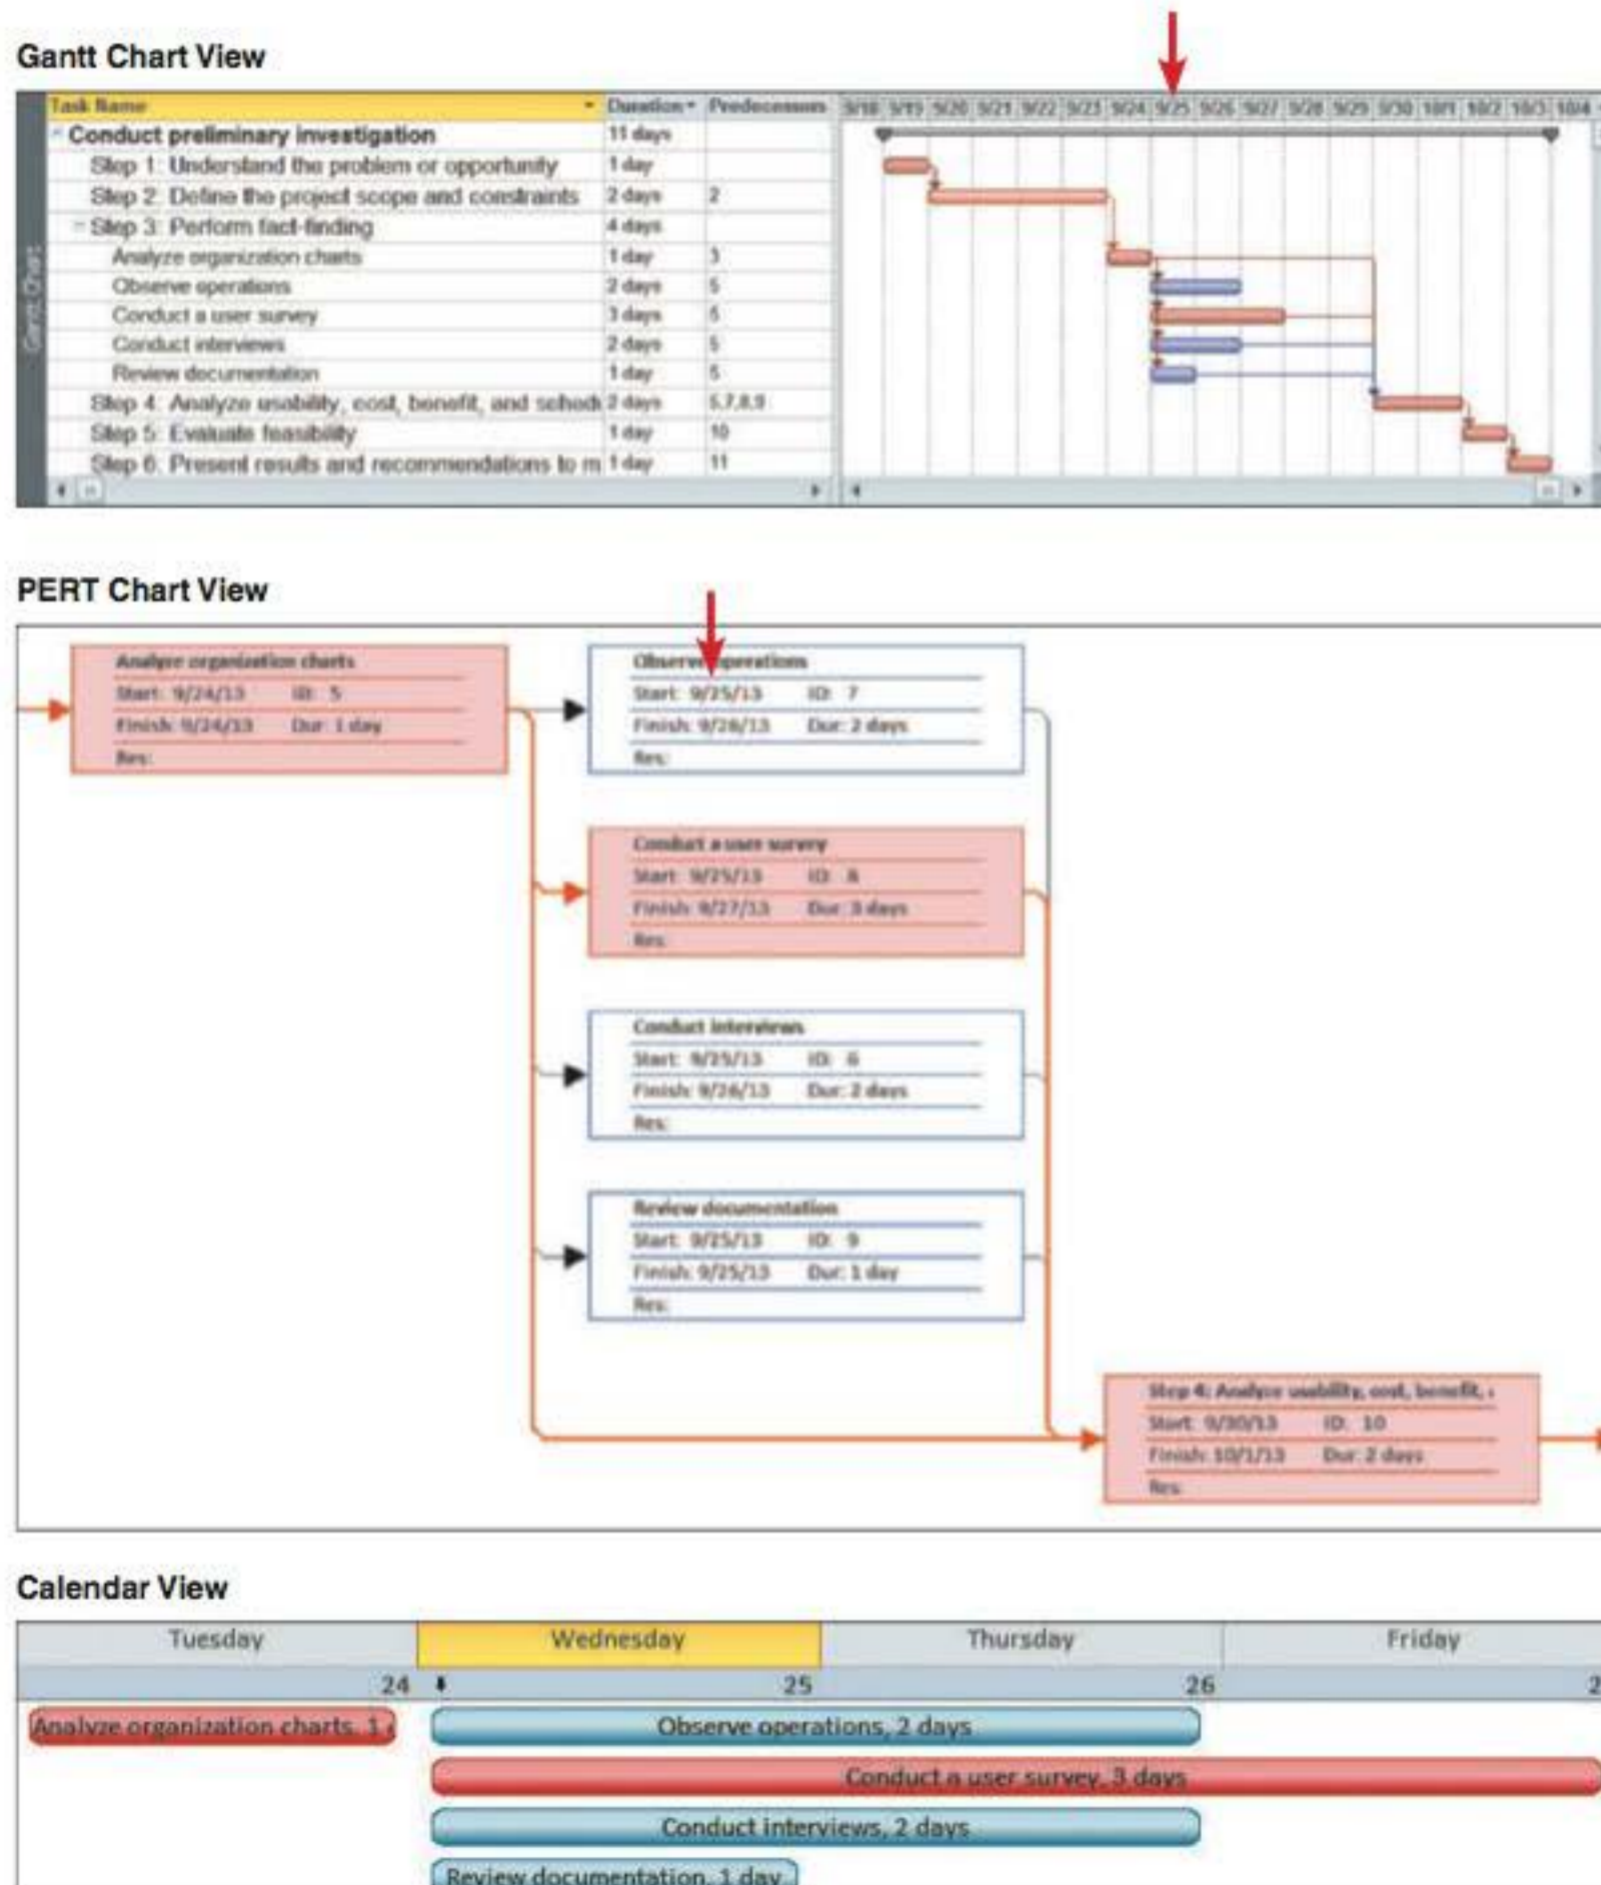 Gantt Chart View
Task Name Duration Predecessors 9/18 9/19 9/20 9/21 9/22 9/23 9/24 9/25 9/26 9/27 9/28 9/29 9/30 10/1 10/2 10/3 10/4
Conduct preliminary investigation 11 days
Step 1: Understand the problem or opportunity 1 day
Step 2: Define the project scope and constraints 2 days 2
Step 3: Perform fact-finding 4 days
Analyze organization charts 1 day 3
Observe operations 2 days 5
Conduct a user survey 3 days 5
Conduct interviews 2 days 5
Review documentation 1 day 5
Step 4: Analyze usability, cost, benefit, and schedu 2 days 5,7,8,9
Step 5: Evaluate feasibility 1 day 10
Step 6: Present results and recommendations to m 1 day 11
Gantt Chart
PERT Chart View
Analyze organization charts
Start: 9/24/13 ID: 5
Finish: 9/24/13 Dur: 1 day
Res:
Observe operations
Start: 9/25/13 ID: 7
Finish: 9/26/13 Dur: 2 days
Res:
Conduct a user survey
Start: 9/25/13 ID: 8
Finish: 9/27/13 Dur: 3 days
Res:
Conduct interviews
Start: 9/25/13 ID: 6
Finish: 9/26/13 Dur: 2 days
Res:
Review documentation
Start: 9/25/13 ID: 9
Finish: 9/25/13 Dur: 1 day
Res:
Step 4: Analyze usability, cost, benefit,
Start: 9/30/13 ID: 10
Finish: 10/1/13 Dur: 2 days
Res:
Calendar View
Tuesday Wednesday Thursday Friday
24 25 26 2
Analyze organization charts, 1
Observe operations, 2 days
Conduct a user survey, 3 days
Conduct interviews, 2 days
Review documentation, 1 day